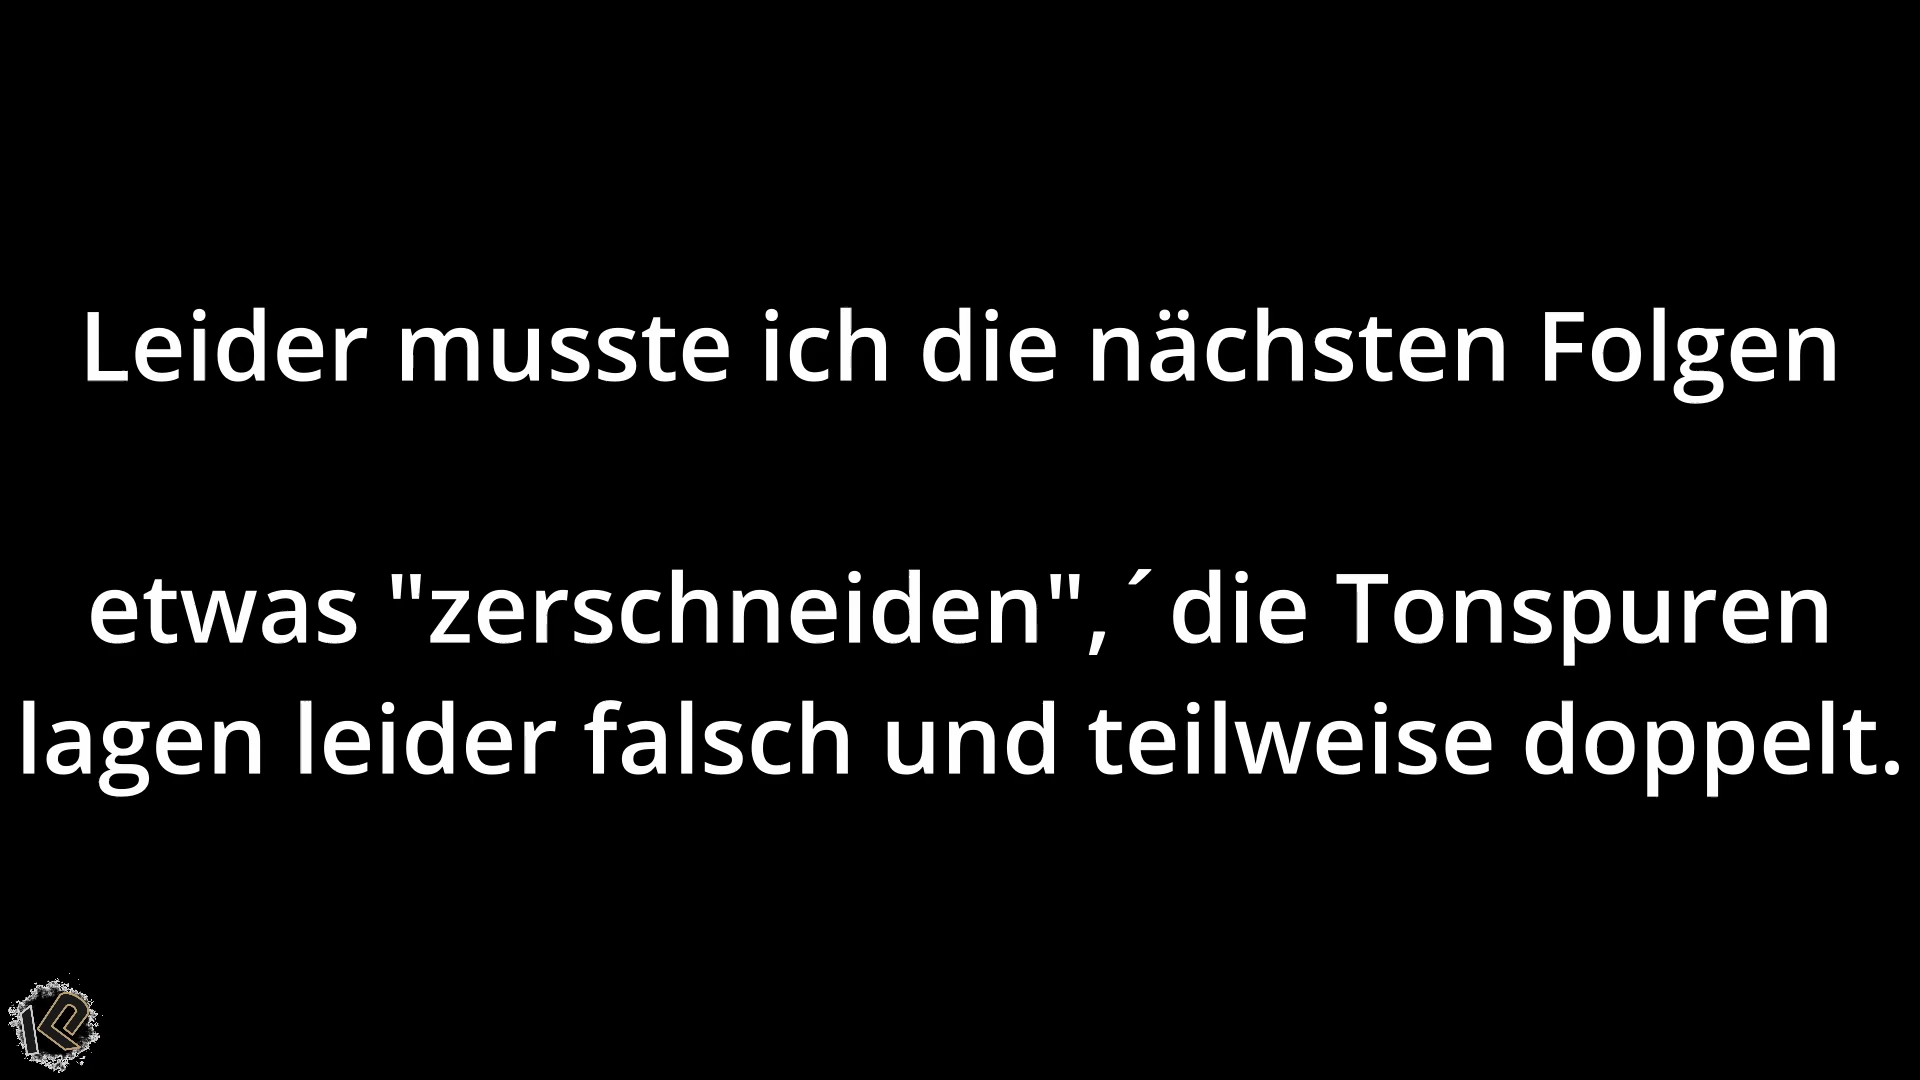 Leider musste ich die nächsten Folgen
etwas "zerschneiden",´ die Tonspuren
lagen leider falsch und teilweise doppelt.